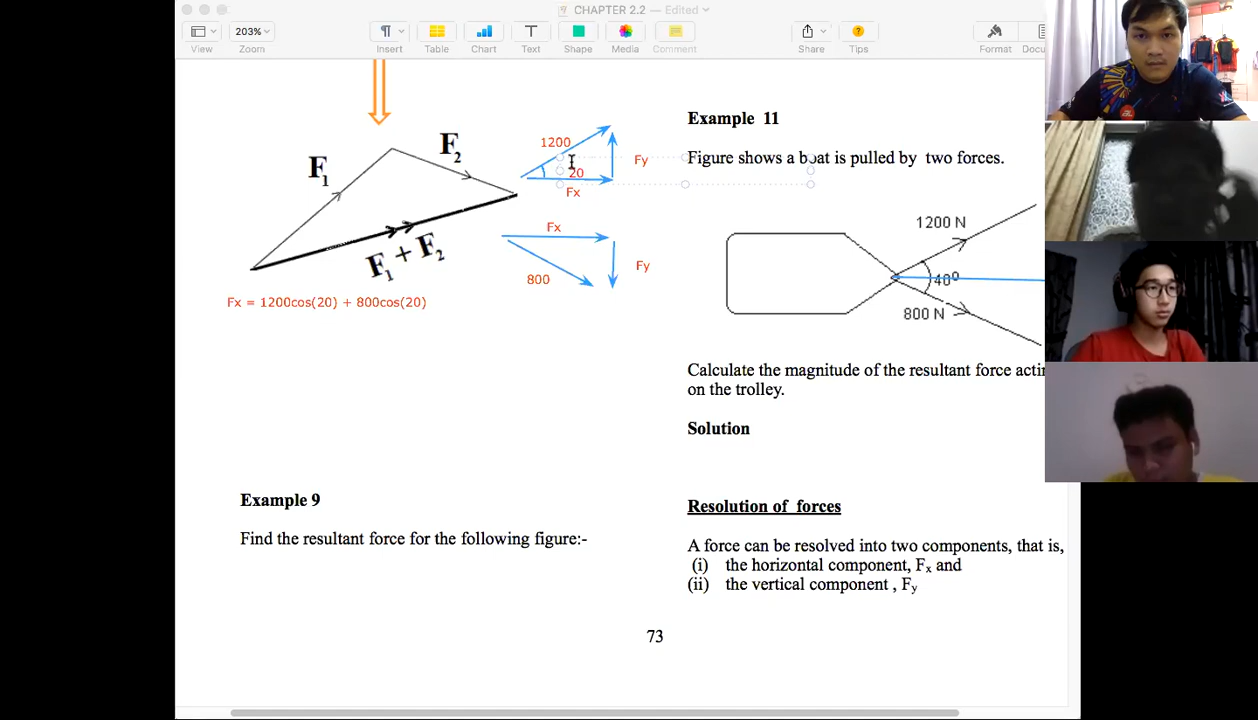 CHAPTER 2.2 — Edited
203%
View
Zoom
Insert
Table
Chart
Text
Shape
Media
Comment
Share
Tips
Format
F₁
F₂
F₁ + F₂
1200
20
Fy
Fx
Fx
Fy
800
Fx = 1200cos(20) + 800cos(20)
Example 9
Find the resultant force for the following figure:-
Example 11
Figure shows a boat is pulled by two forces.
1200 N
40⁰
800 N
Calculate the magnitude of the resultant force acti
on the trolley.
Solution
Resolution of forces
A force can be resolved into two components, that is,
(i) the horizontal component, Fₓ and
(ii) the vertical component , Fᵧ
73